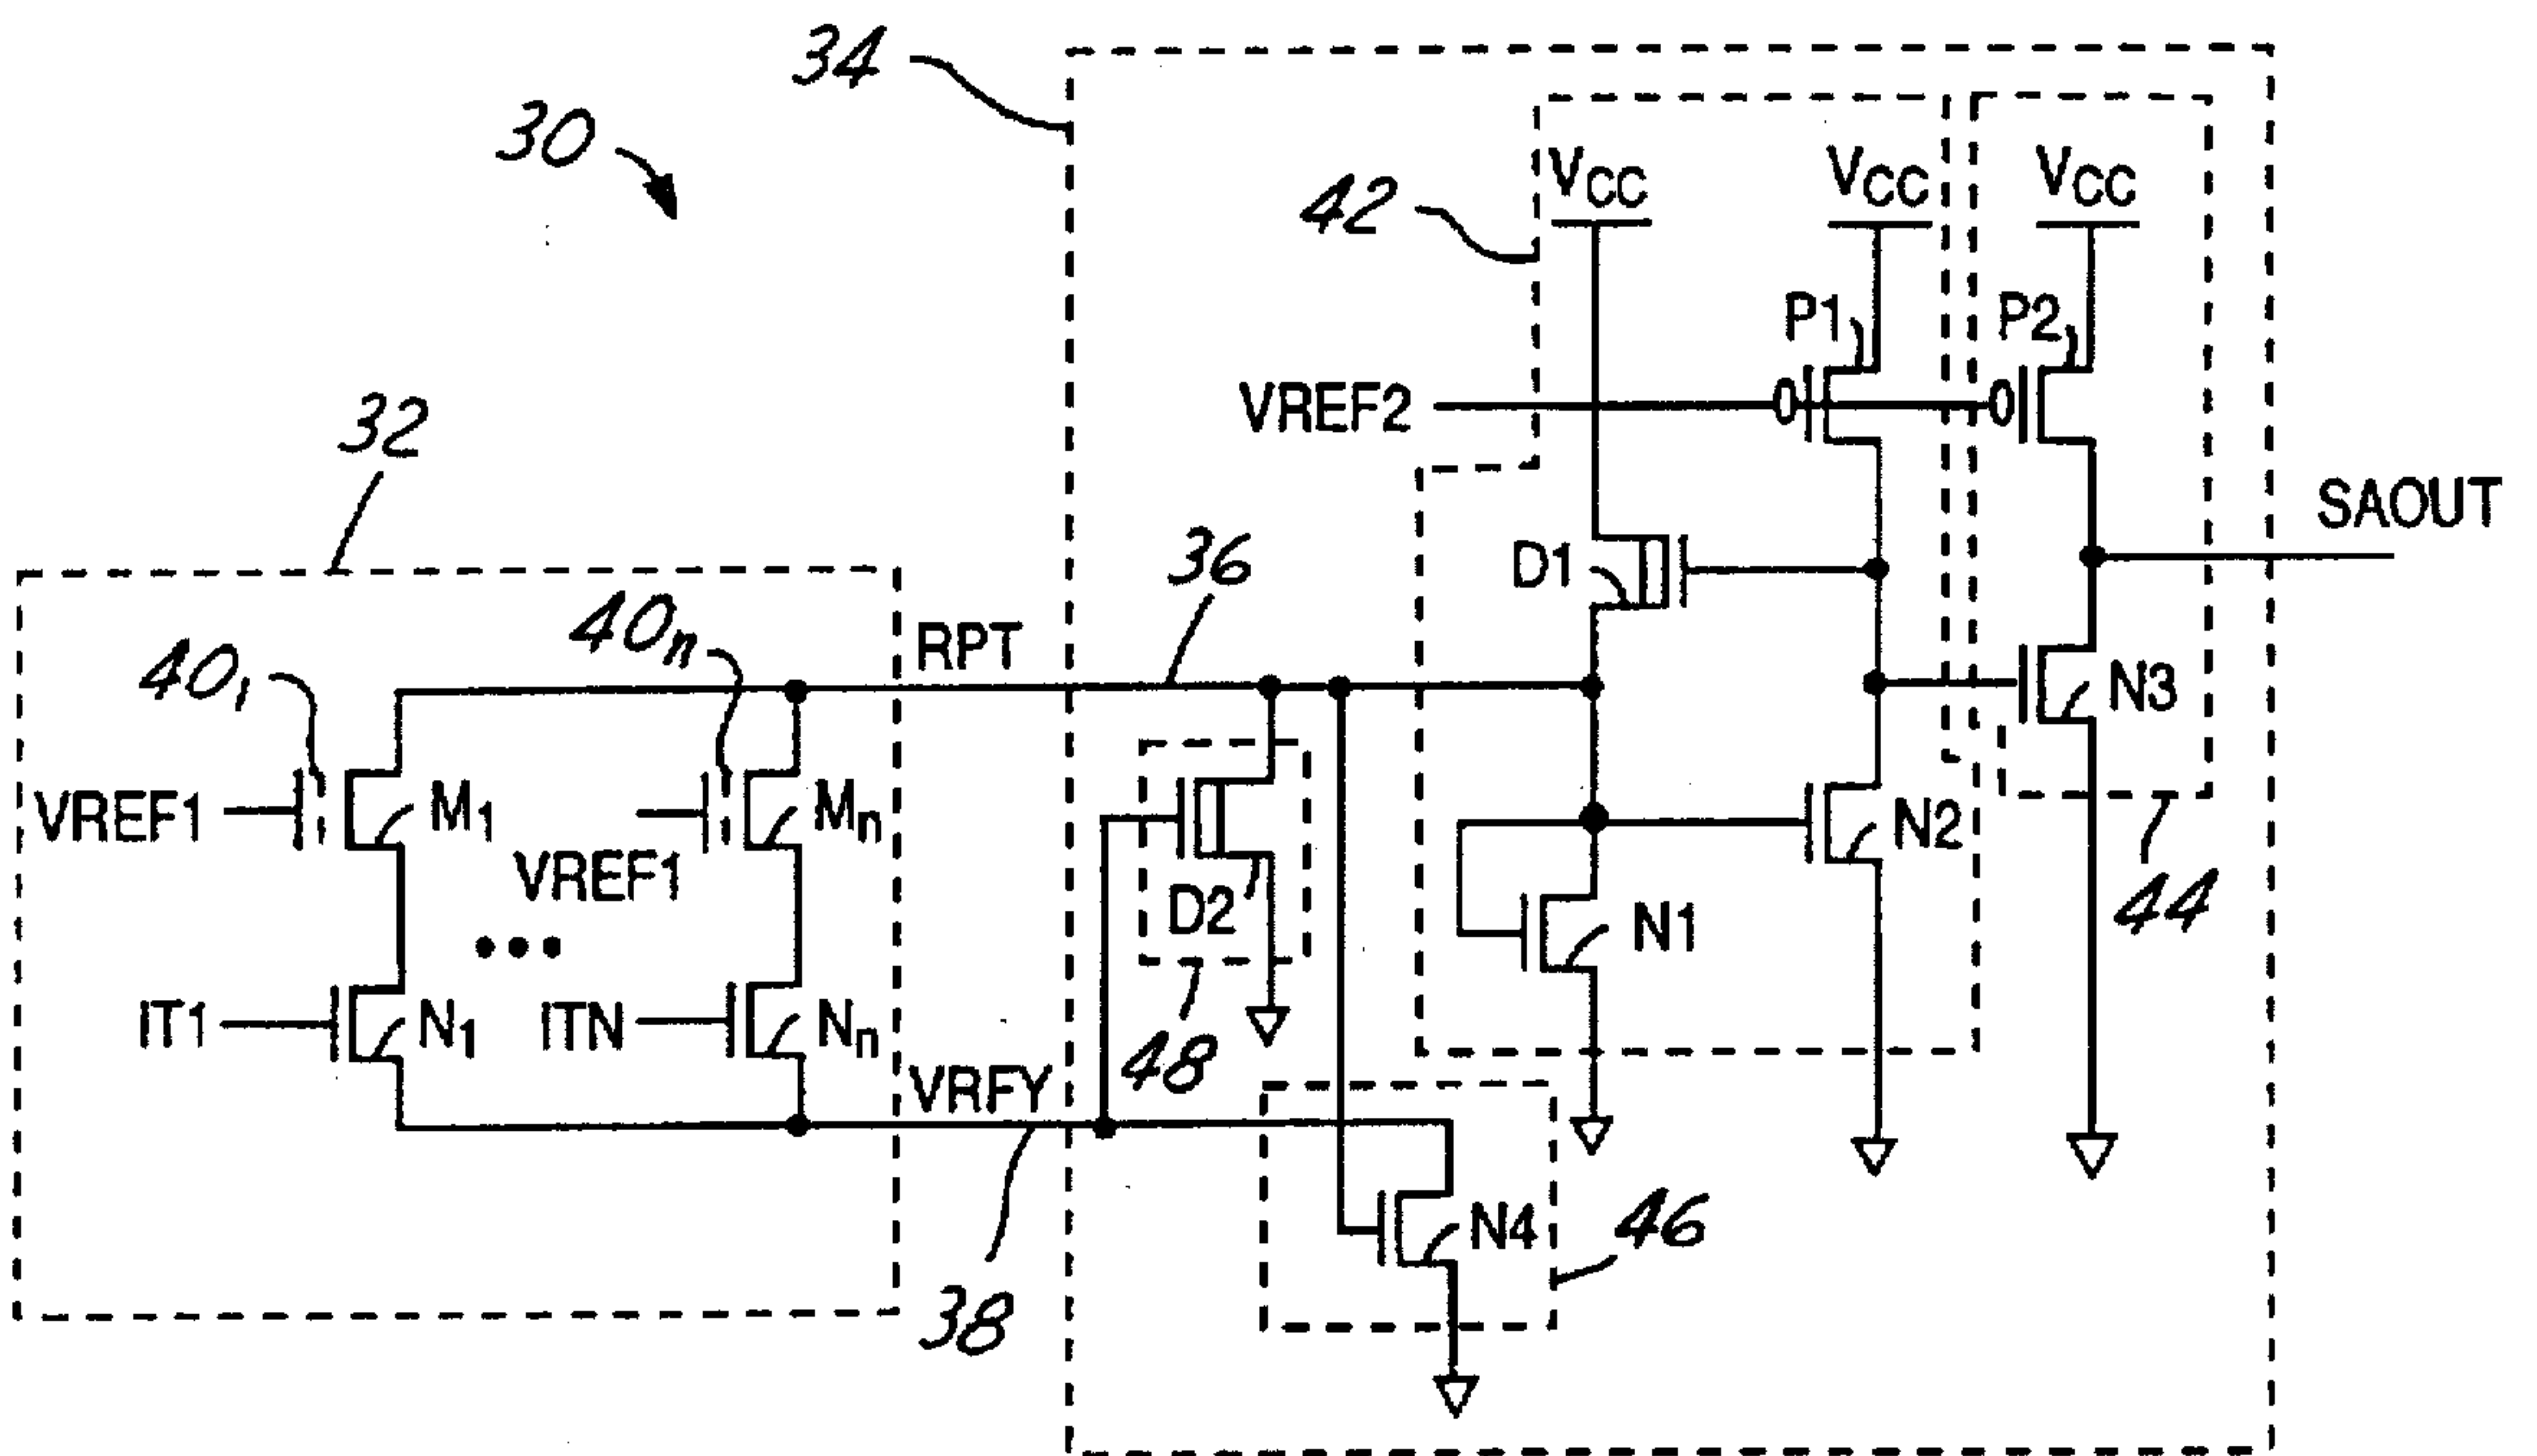 34
30
42
VCC
VCC
VCC
P1
P2
VREF2
32
SAOUT
36
D1
40n
RPT
401
N3
VREF1
M1
Mn
VREF1
N2
D2
44
N1
IT1
N1
ITN
Nn
48
VRFY
N4
46
38